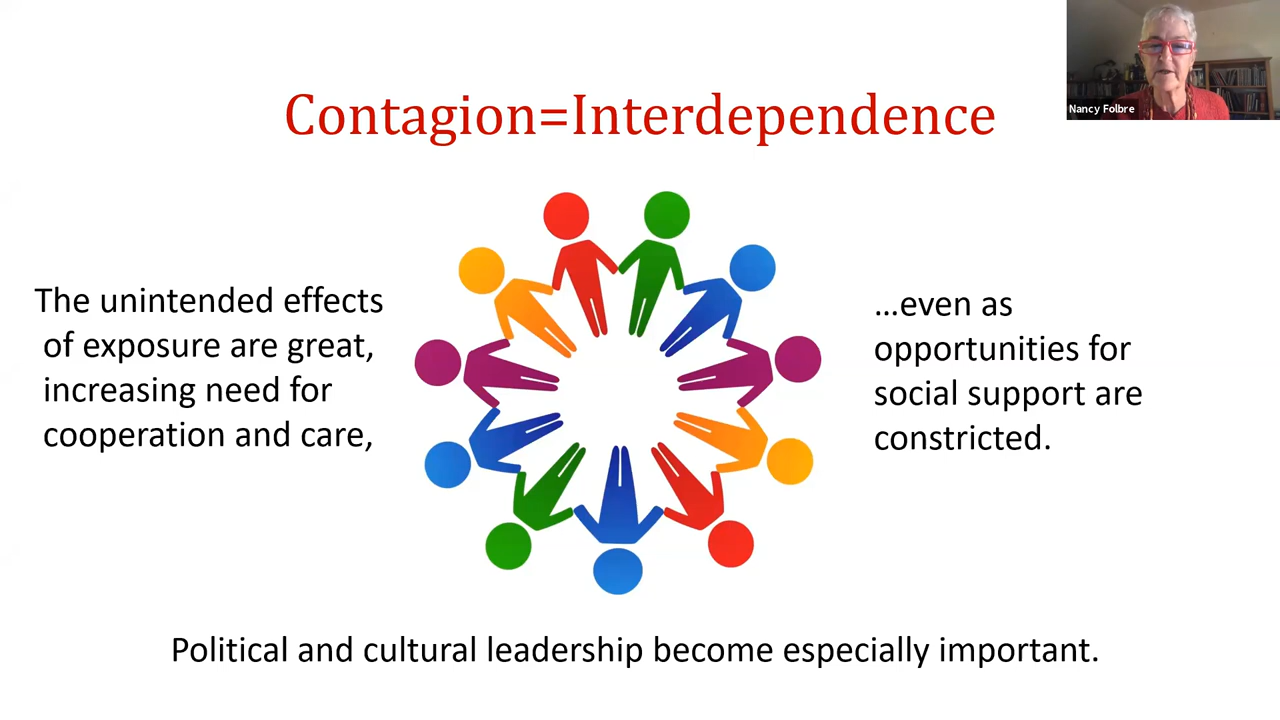 Contagion=Interdependence
Nancy Folbre
The unintended effects
of exposure are great,
increasing need for
cooperation and care,
...even as
opportunities for
social support are
constricted.
Political and cultural leadership become especially important.